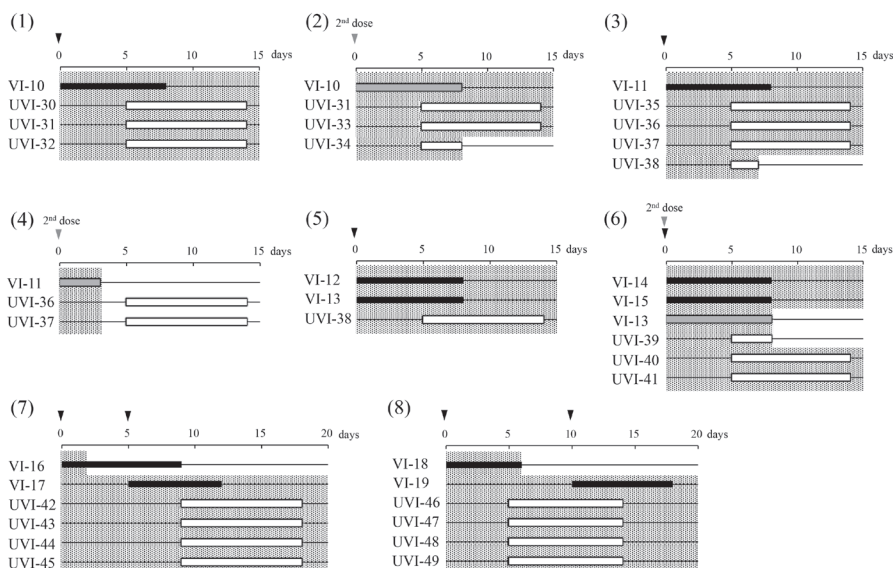 (1)
0 5 10 15 days
VI-10
UVI-30
UVI-31
UVI-32
(2)
2nd dose
0 5 10 15 days
VI-10
UVI-31
UVI-33
UVI-34
(3)
0 5 10 15 days
VI-11
UVI-35
UVI-36
UVI-37
UVI-38
(4)
2nd dose
0 5 10 15 days
VI-11
UVI-36
UVI-37
(5)
0 5 10 15 days
VI-12
VI-13
UVI-38
(6)
2nd dose
0 5 10 15 days
VI-14
VI-15
VI-13
UVI-39
UVI-40
UVI-41
(7)
0 5 10 15 20 days
VI-16
VI-17
UVI-42
UVI-43
UVI-44
UVI-45
(8)
0 5 10 15 20 days
VI-18
VI-19
UVI-46
UVI-47
UVI-48
UVI-49